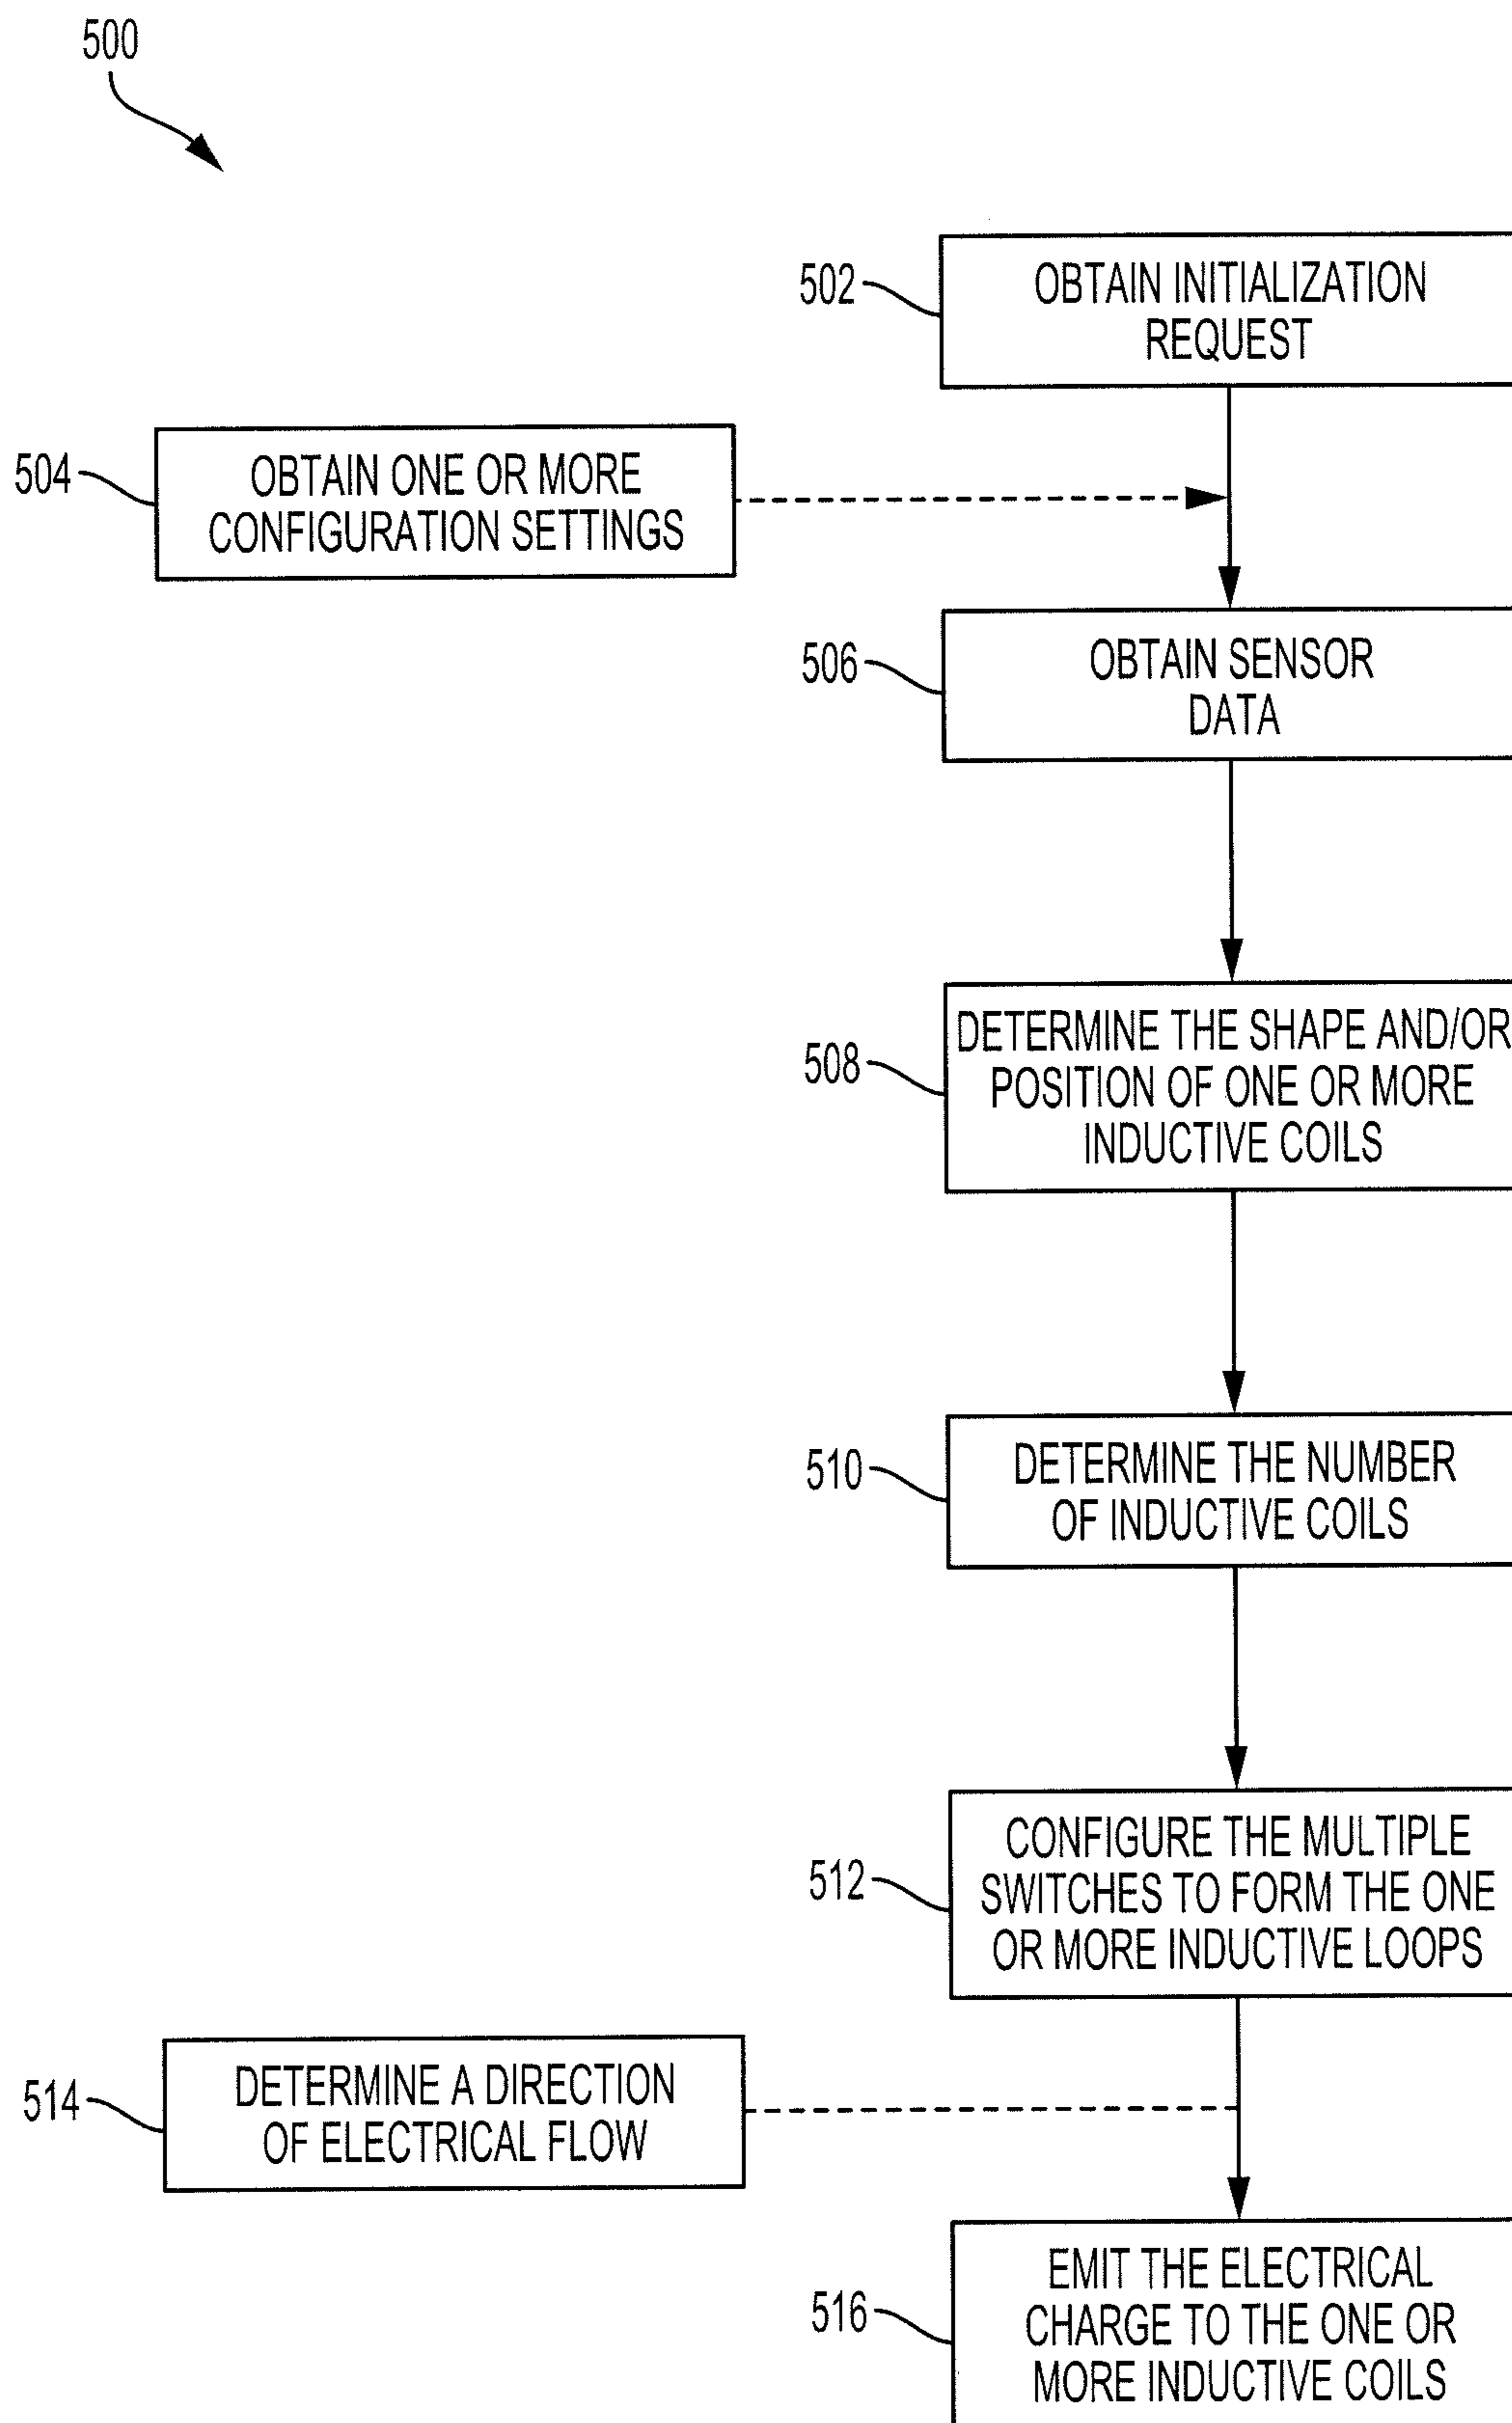 500
502
OBTAIN INITIALIZATION
REQUEST
504
OBTAIN ONE OR MORE
CONFIGURATION SETTINGS
506
OBTAIN SENSOR
DATA
508
DETERMINE THE SHAPE AND/OR
POSITION OF ONE OR MORE
INDUCTIVE COILS
510
DETERMINE THE NUMBER
OF INDUCTIVE COILS
512
CONFIGURE THE MULTIPLE
SWITCHES TO FORM THE ONE
OR MORE INDUCTIVE LOOPS
514
DETERMINE A DIRECTION
OF ELECTRICAL FLOW
516
EMIT THE ELECTRICAL
CHARGE TO THE ONE OR
MORE INDUCTIVE COILS